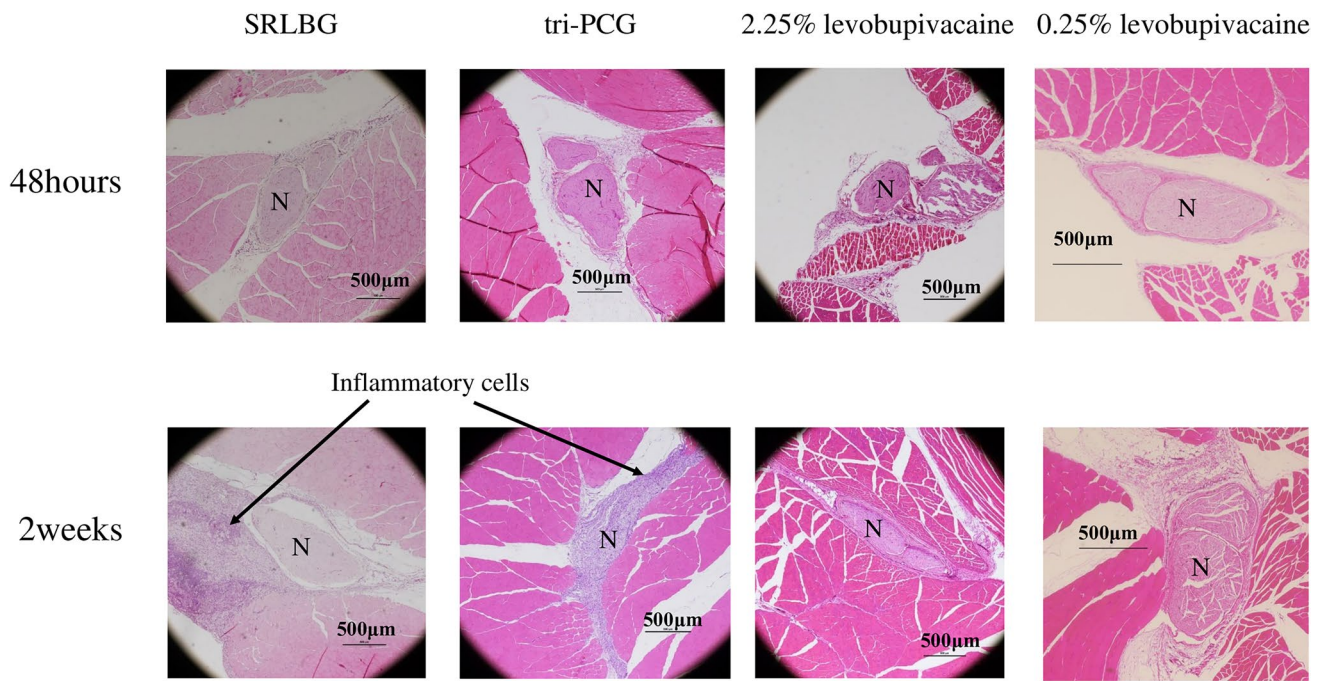 SRLBG
tri-PCG
2.25% levobupivacaine
0.25% levobupivacaine
48hours
N
500μm
N
500μm
N
500μm
N
500μm
Inflammatory cells
2weeks
N
500μm
N
500μm
N
500μm
N
500μm